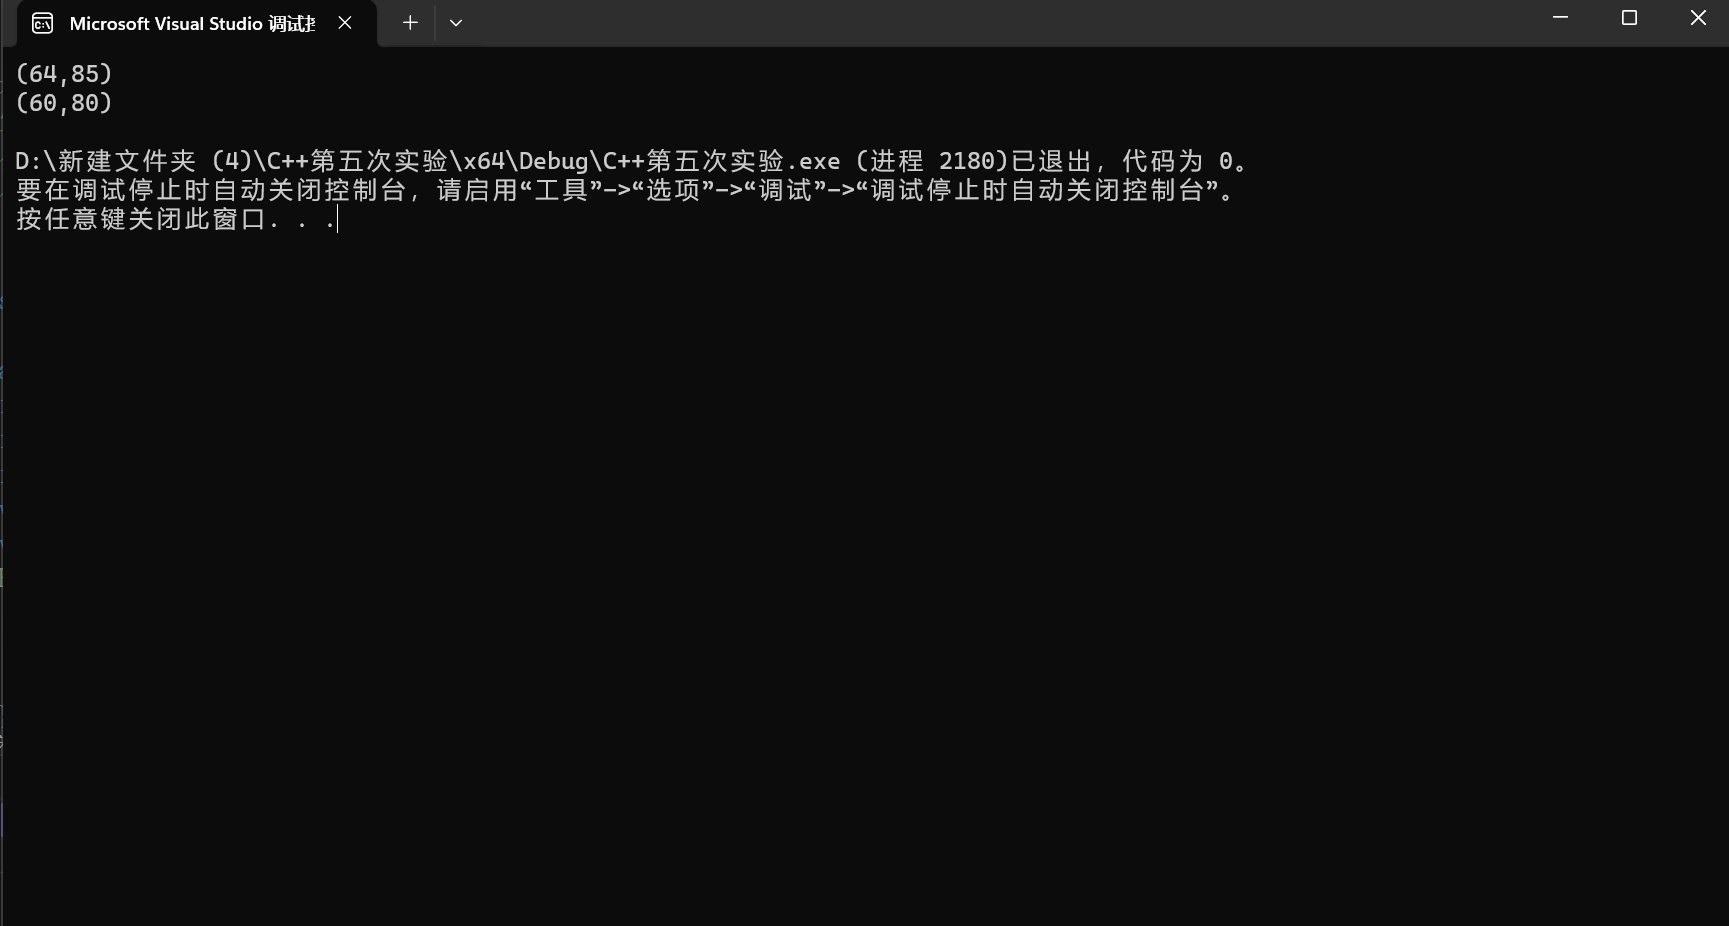 Microsoft Visual Studio 调试
(64,85)
(60,80)
D:\新建文件夹 (4)\C++第五次实验\x64\Debug\C++第五次实验.exe (进程 2180)已退出，代码为 0。
要在调试停止时自动关闭控制台，请启用“工具”->“选项”->“调试”->“调试停止时自动关闭控制台”。
按任意键关闭此窗口. . .